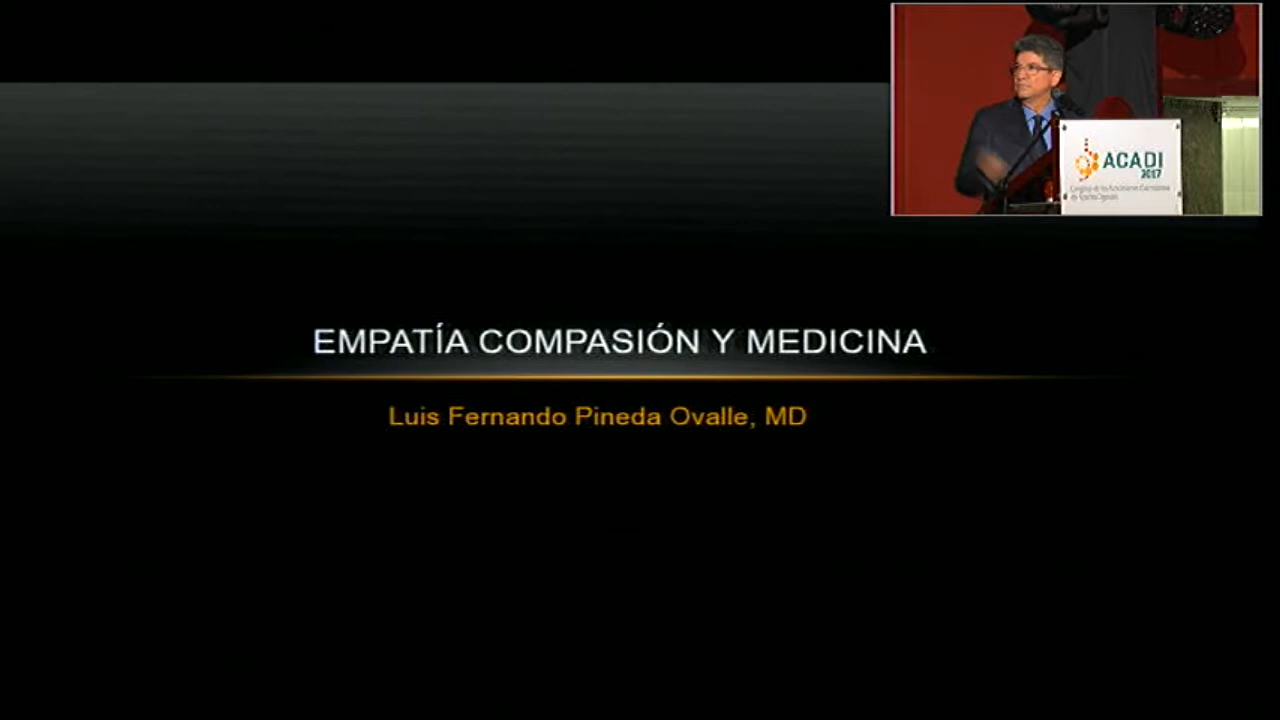 ACADI
2017
EMPATÍA COMPASIÓN Y MEDICINA
Luis Fernando Pineda Ovalle, MD